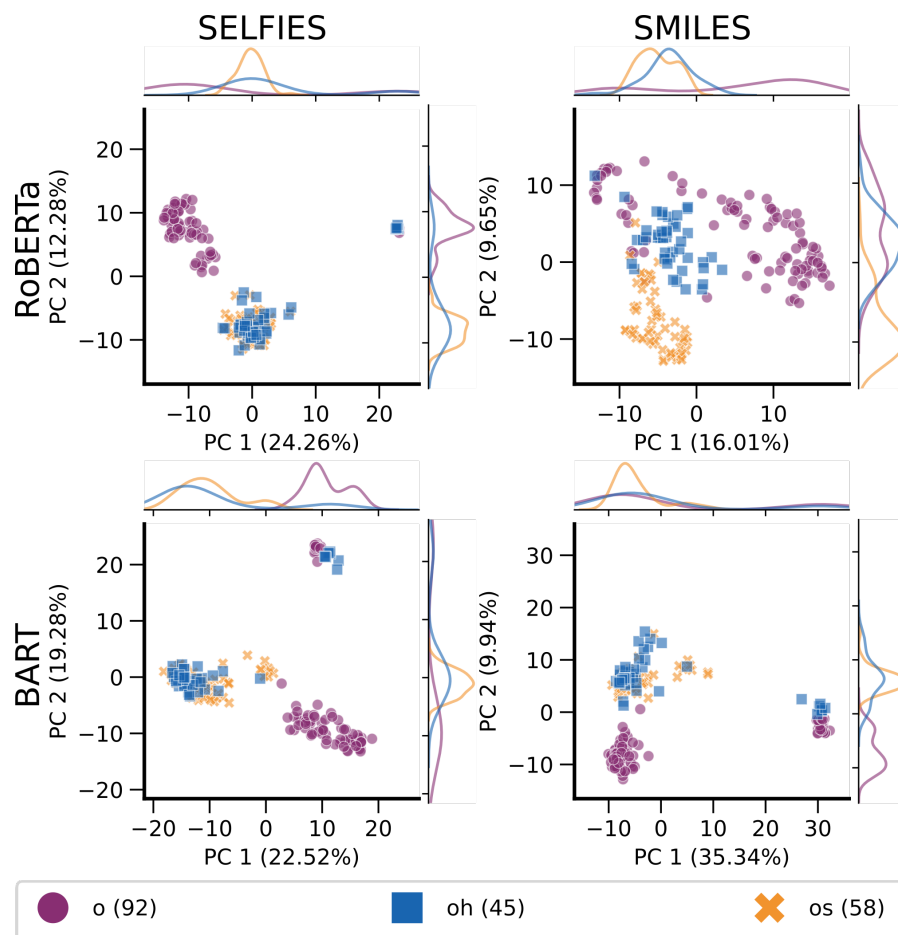 SELFIES SMILES
RoBERTa
PC 2 (12.28%)
20
10
0
−10
−10 0 10 20
PC 1 (24.26%)
PC 2 (9.65%)
10
0
−10
−10 0 10
PC 1 (16.01%)
BART
PC 2 (19.28%)
20
10
0
−10
−20
−20 −10 0 10 20
PC 1 (22.52%)
PC 2 (9.94%)
30
20
10
0
−10
−10 0 10 20 30
PC 1 (35.34%)
o (92) oh (45) os (58)